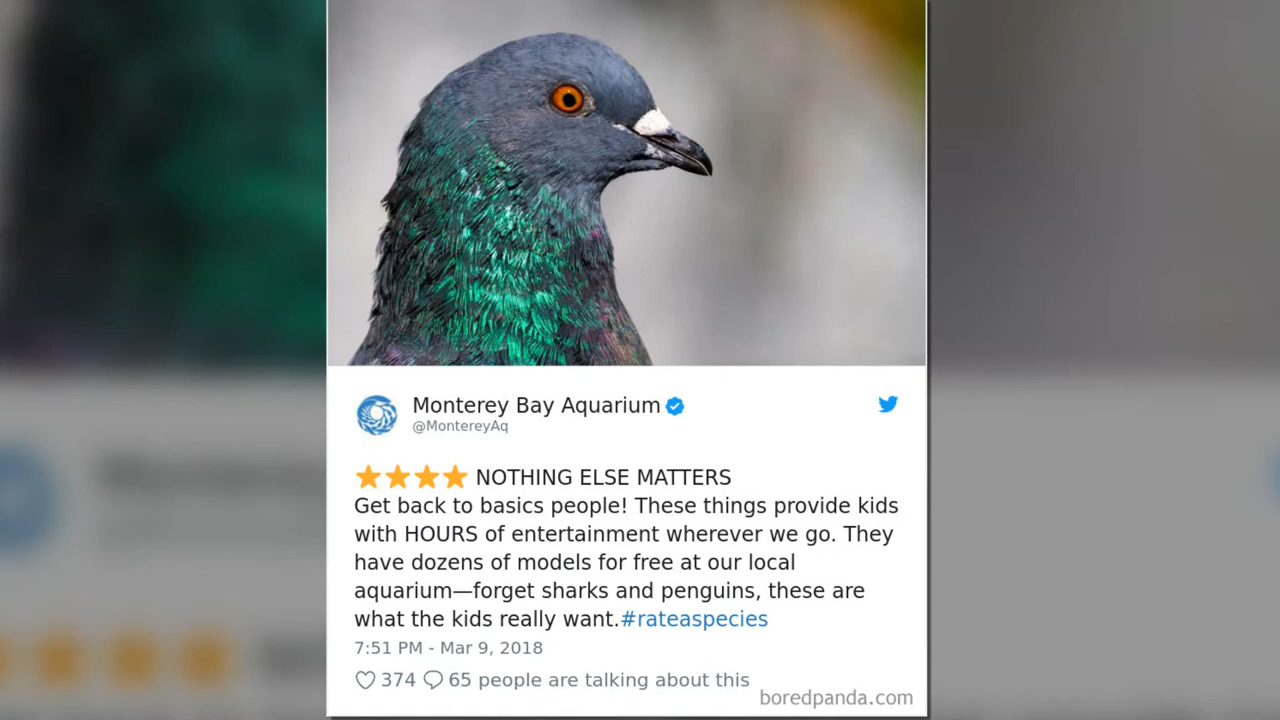 Monterey Bay Aquarium
@MontereyAq
NOTHING ELSE MATTERS
Get back to basics people! These things provide kids
with HOURS of entertainment wherever we go. They
have dozens of models for free at our local
aquarium—forget sharks and penguins, these are
what the kids really want.#rateaspecies
7:51 PM - Mar 9, 2018
374 65 people are talking about this
boredpanda.com